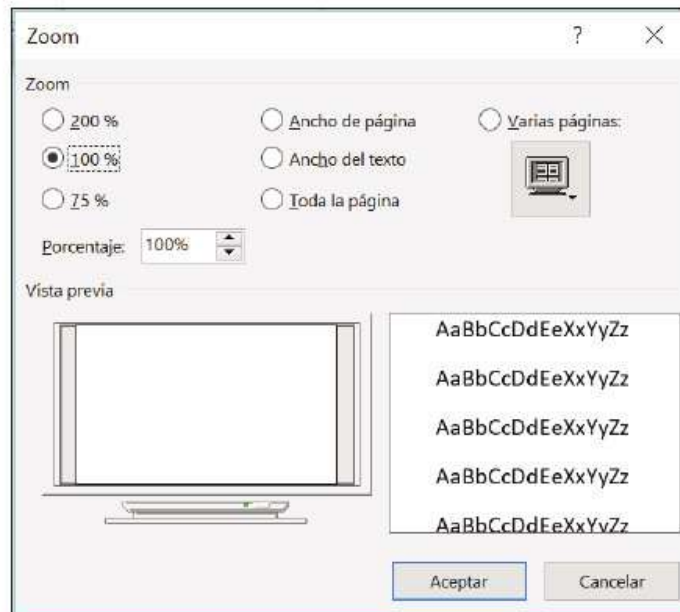 Zoom ?
Zoom
200 % Ancho de página Varias páginas:
100 % Ancho del texto
75 % Toda la página
Porcentaje: 100%
Vista previa
AaBbCcDdEeXxYyZz
AaBbCcDdEeXxYyZz
AaBbCcDdEeXxYyZz
AaBbCcDdEeXxYyZz
AaBbCcDdEeXxYyZz
Aceptar Cancelar